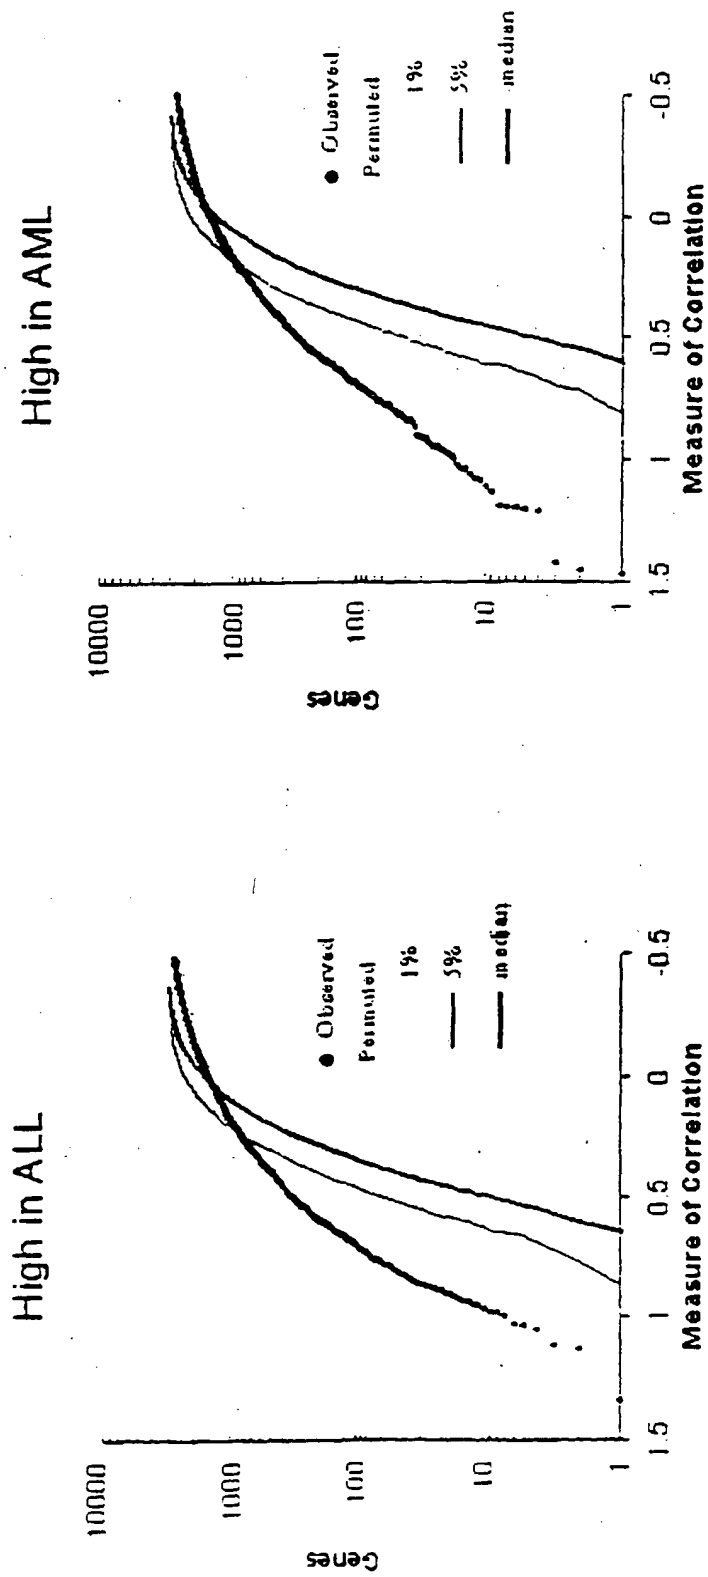 High in ALL
Genes
10000
1000
100
10
1
1.5
1
0.5
0
-0.5
Measure of Correlation
Observed
Permuted
1%
5%
median
High in AML
Genes
10000
1000
100
10
1
1.5
1
0.5
0
-0.5
Measure of Correlation
Observed
Permuted
1%
5%
median